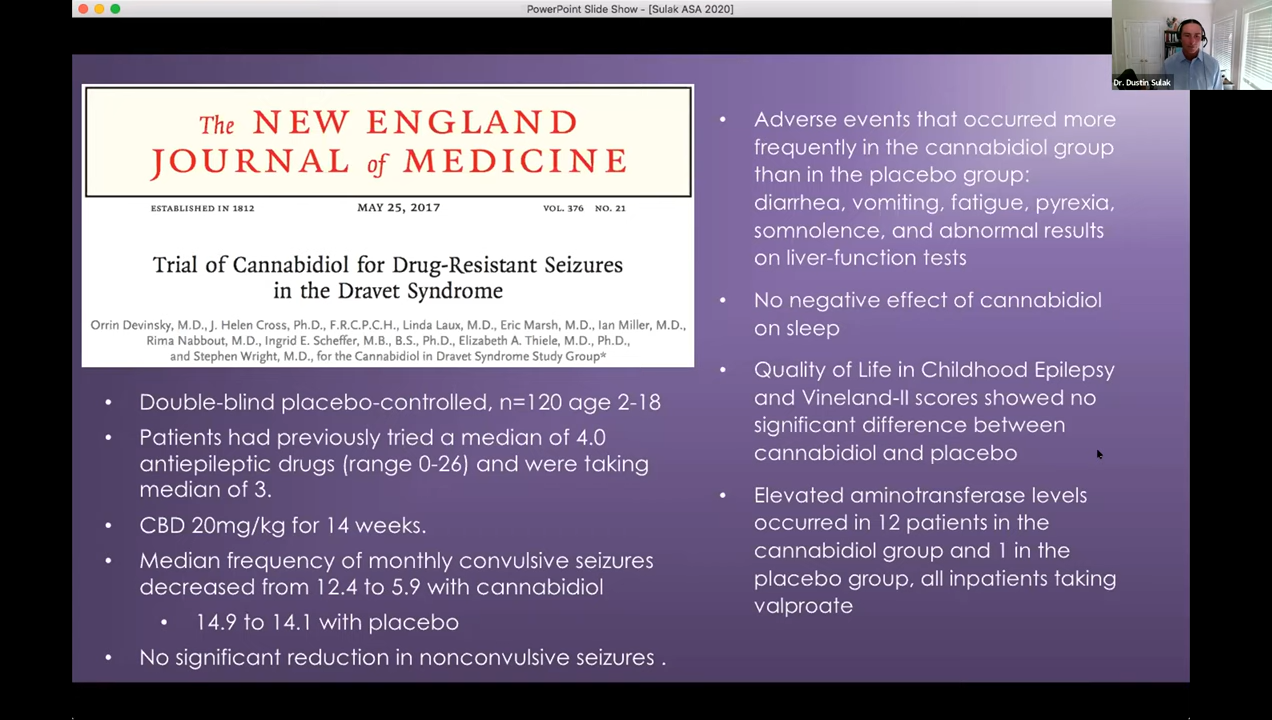 PowerPoint Slide Show - [Sulak ASA 2020]
Dr. Dustin Sulak
The NEW ENGLAND
JOURNAL of MEDICINE
ESTABLISHED IN 1812
MAY 25, 2017
VOL. 376 NO. 21
Trial of Cannabidiol for Drug-Resistant Seizures
in the Dravet Syndrome
Orrin Devinsky, M.D., J. Helen Cross, Ph.D., F.R.C.P.C.H., Linda Laux, M.D., Eric Marsh, M.D., Ian Miller, M.D.,
Rima Nabbout, M.D., Ingrid E. Scheffer, M.B., B.S., Ph.D., Elizabeth A. Thiele, M.D., Ph.D.,
and Stephen Wright, M.D., for the Cannabidiol in Dravet Syndrome Study Group*
• Double-blind placebo-controlled, n=120 age 2-18
• Patients had previously tried a median of 4.0
antiepileptic drugs (range 0-26) and were taking
median of 3.
• CBD 20mg/kg for 14 weeks.
• Median frequency of monthly convulsive seizures
decreased from 12.4 to 5.9 with cannabidiol
• 14.9 to 14.1 with placebo
• No significant reduction in nonconvulsive seizures .
• Adverse events that occurred more
frequently in the cannabidiol group
than in the placebo group:
diarrhea, vomiting, fatigue, pyrexia,
somnolence, and abnormal results
on liver-function tests
• No negative effect of cannabidiol
on sleep
• Quality of Life in Childhood Epilepsy
and Vineland-II scores showed no
significant difference between
cannabidiol and placebo
• Elevated aminotransferase levels
occurred in 12 patients in the
cannabidiol group and 1 in the
placebo group, all inpatients taking
valproate